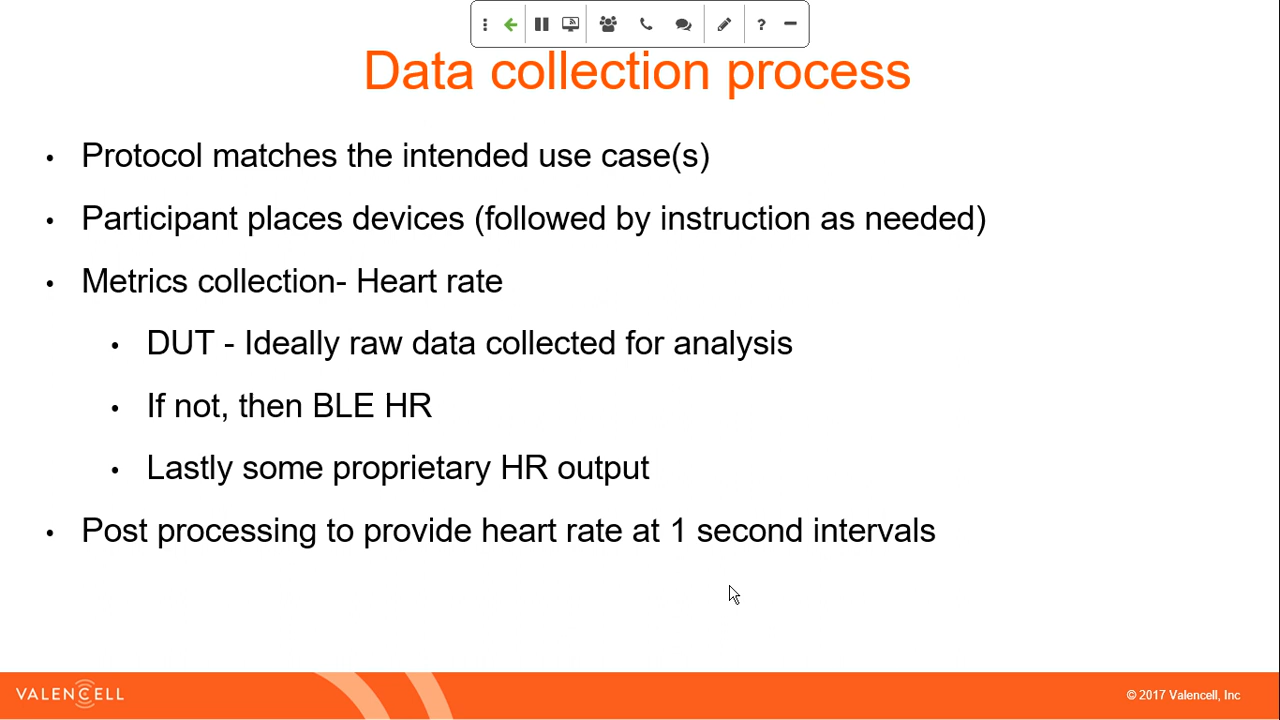 Data collection process
• Protocol matches the intended use case(s)
• Participant places devices (followed by instruction as needed)
• Metrics collection- Heart rate
• DUT - Ideally raw data collected for analysis
• If not, then BLE HR
• Lastly some proprietary HR output
• Post processing to provide heart rate at 1 second intervals
VALENCELL
© 2017 Valencell, Inc